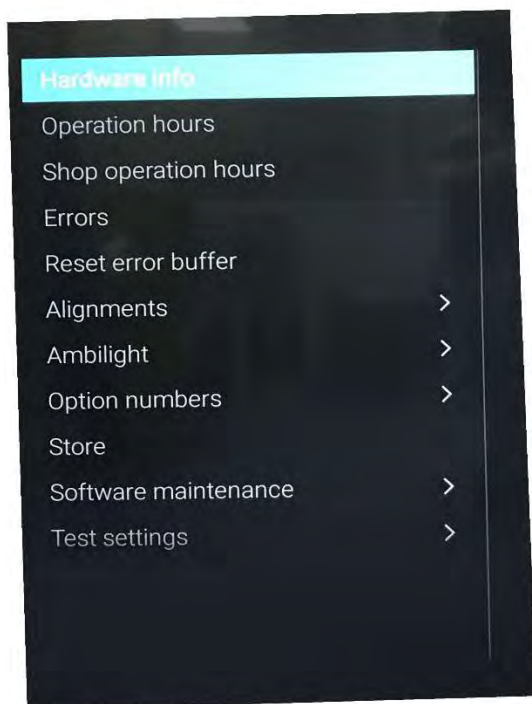 Hardware info
Operation hours
Shop operation hours
Errors
Reset error buffer
Alignments
Ambilight
Option numbers
Store
Software maintenance
Test settings